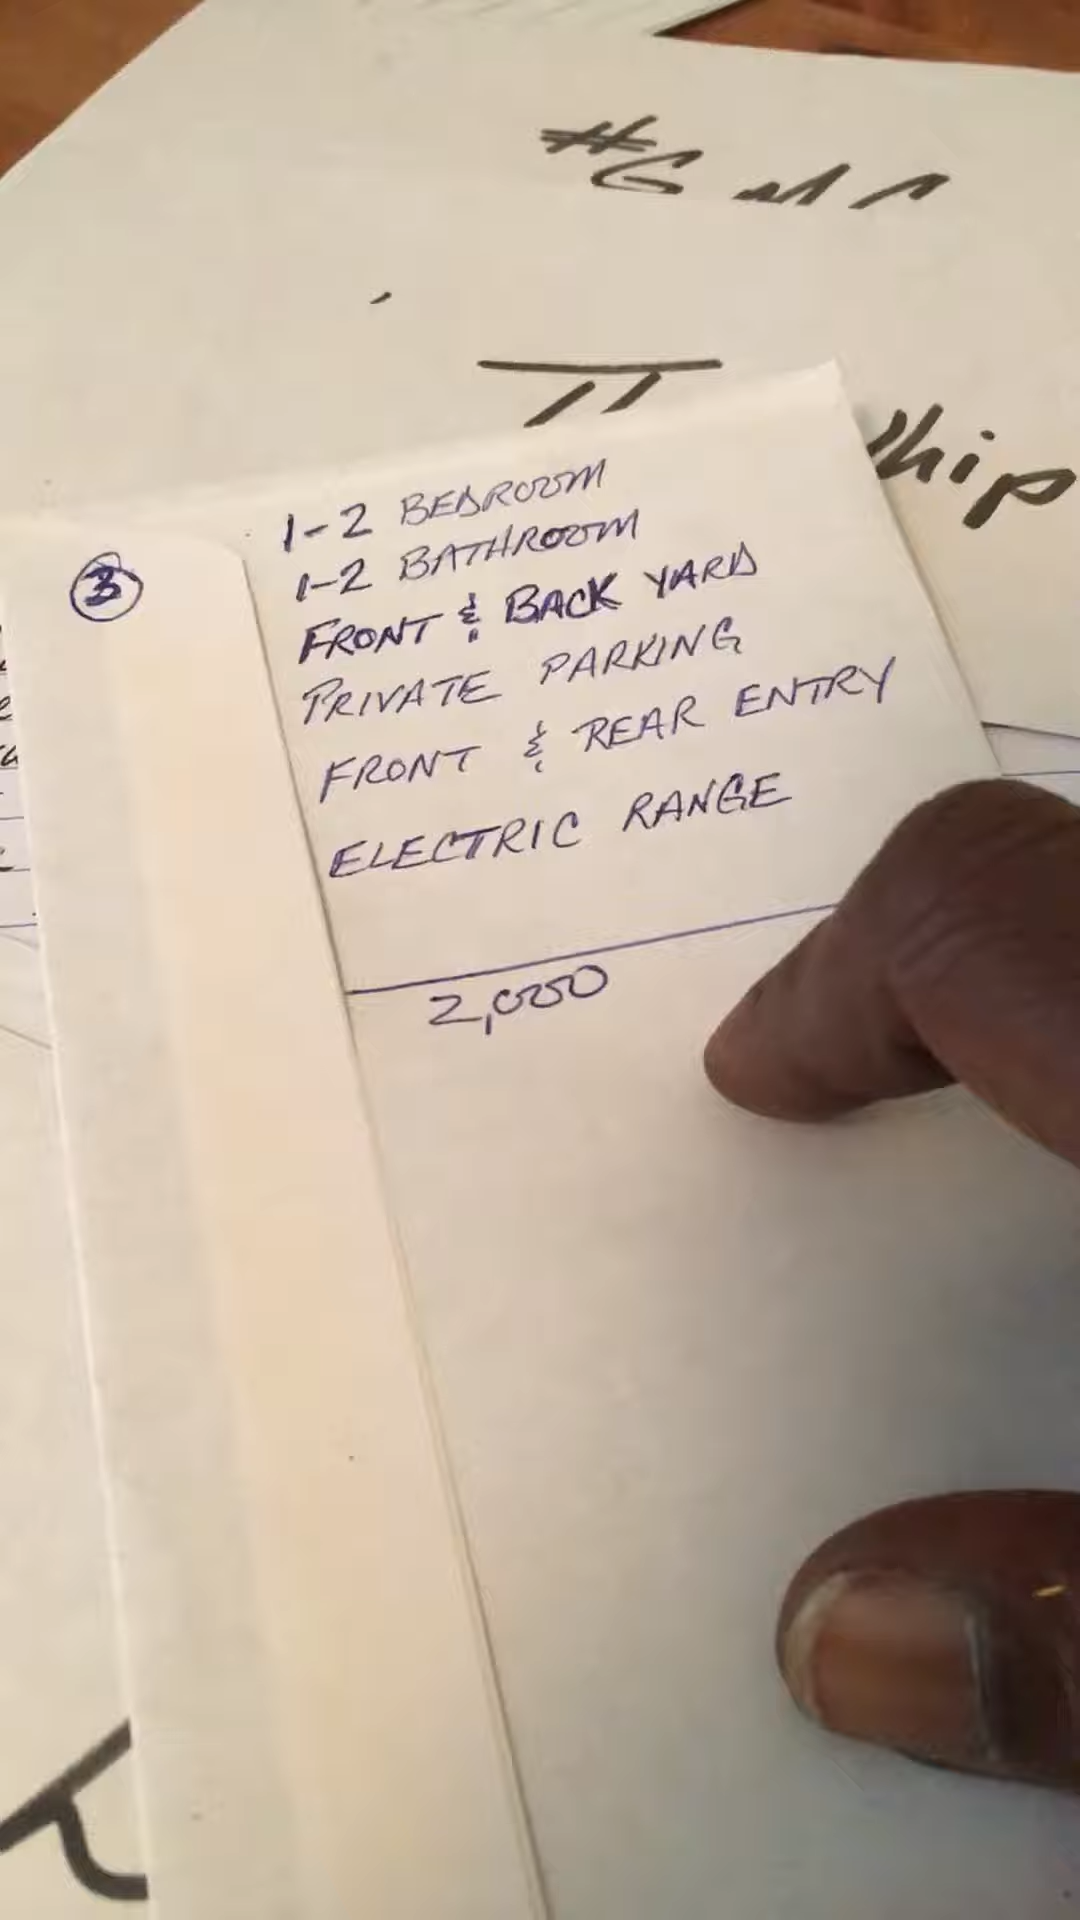 1-2 BEDROOM
1-2 BATHROOM
FRONT & BACK YARD
PRIVATE PARKING
FRONT & REAR ENTRY
ELECTRIC RANGE
2,000
3
hip